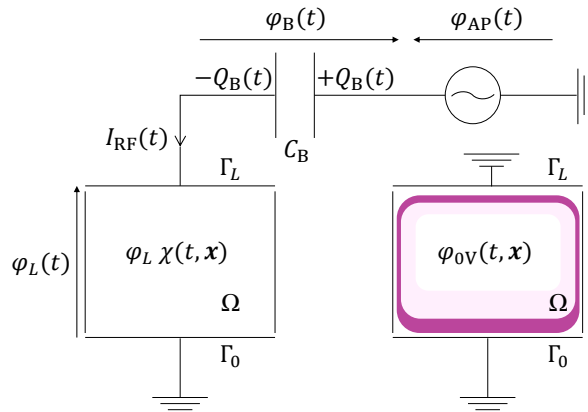 φ_B(t) φ_AP(t)
−Q_B(t) +Q_B(t)
I_RF(t) C_B
Γ_L Γ_L
φ_L(t) φ_L χ(t, x) φ_0V(t, x)
Ω Ω
Γ_0 Γ_0